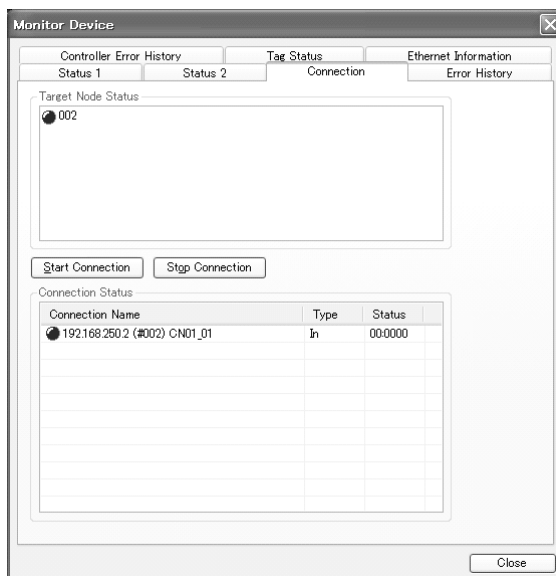 Monitor Device
Controller Error History Tag Status Ethernet Information
Status 1 Status 2 Connection Error History
Target Node Status
002
Start Connection Stop Connection
Connection Status
Connection Name Type Status
192.168.250.2 (#002) CN01_01 In 00:0000
Close